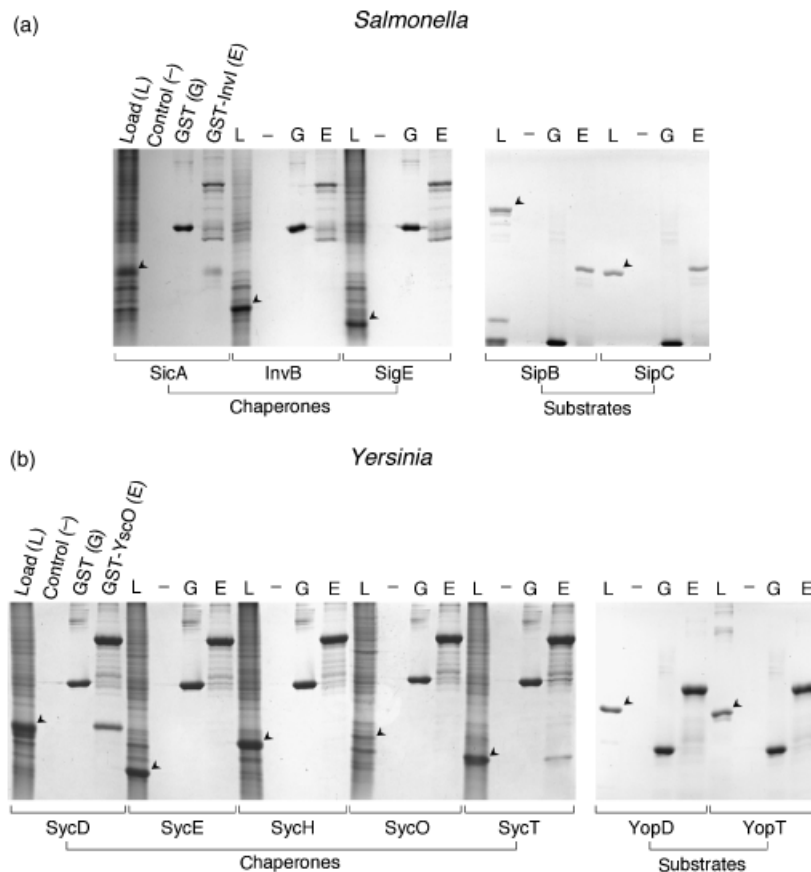 (a)
Salmonella
Load (L)
Control (–)
GST (G)
GST-InvI (E)
L – G E L – G E
L – G E L – G E
SicA InvB SigE
Chaperones
SipB SipC
Substrates
(b)
Yersinia
Load (L)
Control (–)
GST (G)
GST-YscO (E)
L – G E L – G E L – G E L – G E
L – G E L – G E
SycD SycE SycH SycO SycT
Chaperones
YopD YopT
Substrates